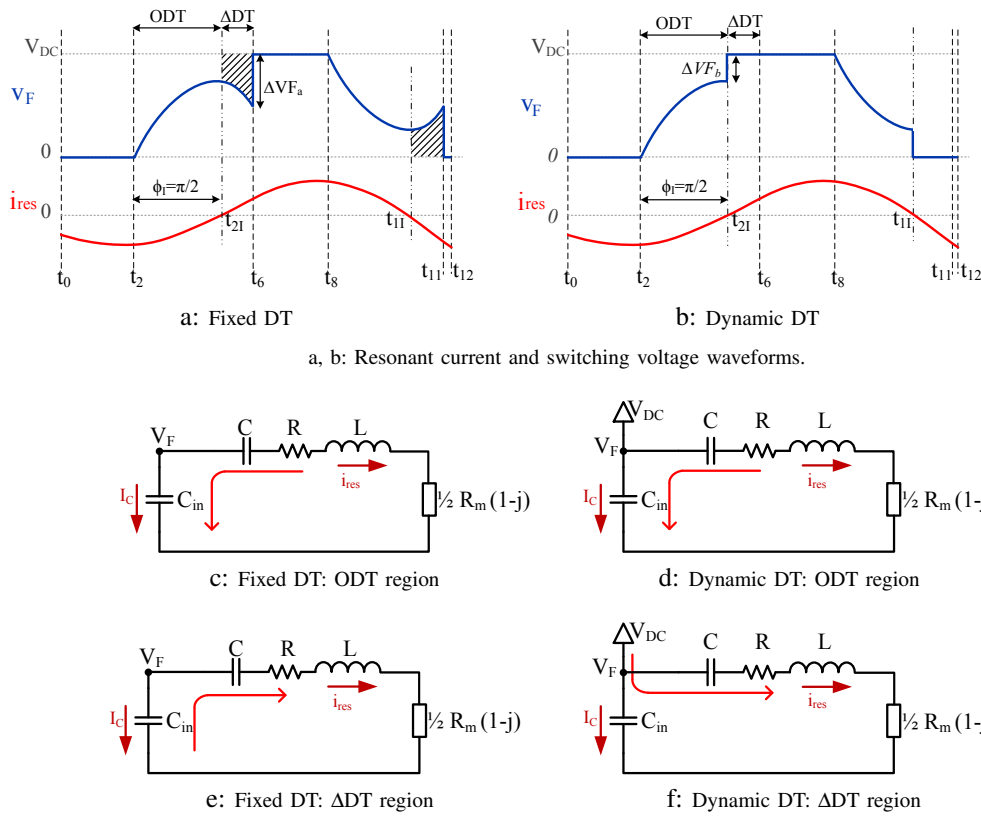 ODT ΔDT
V_DC
ΔVF_a
v_F
0
ϕ_I=π/2
i_res 0
t_2I t_1I
t_0 t_2 t_6 t_8 t_11 t_12
a: Fixed DT
ODT ΔDT
V_DC
ΔVF_b
v_F
0
ϕ_I=π/2
i_res 0
t_2I t_1I
t_0 t_2 t_6 t_8 t_11 t_12
b: Dynamic DT
a, b: Resonant current and switching voltage waveforms.
V_F C R L
i_res
I_C C_in
½ R_m (1-j)
c: Fixed DT: ODT region
V_DC
V_F C R L
i_res
I_C C_in
½ R_m (1-j
d: Dynamic DT: ODT region
V_F C R L
i_res
I_C C_in
½ R_m (1-j)
e: Fixed DT: ΔDT region
V_DC
V_F C R L
i_res
I_C C_in
½ R_m (1-j
f: Dynamic DT: ΔDT region